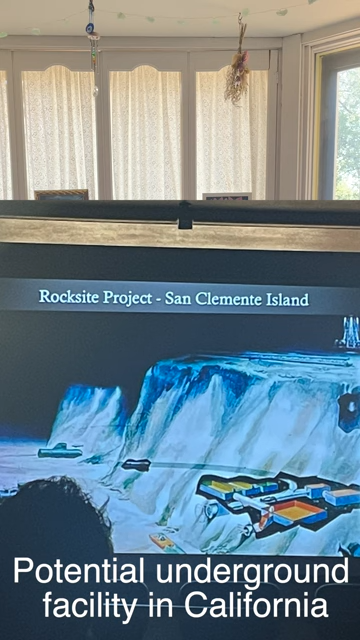 Rocksite Project - San Clemente Island
Potential underground
facility in California